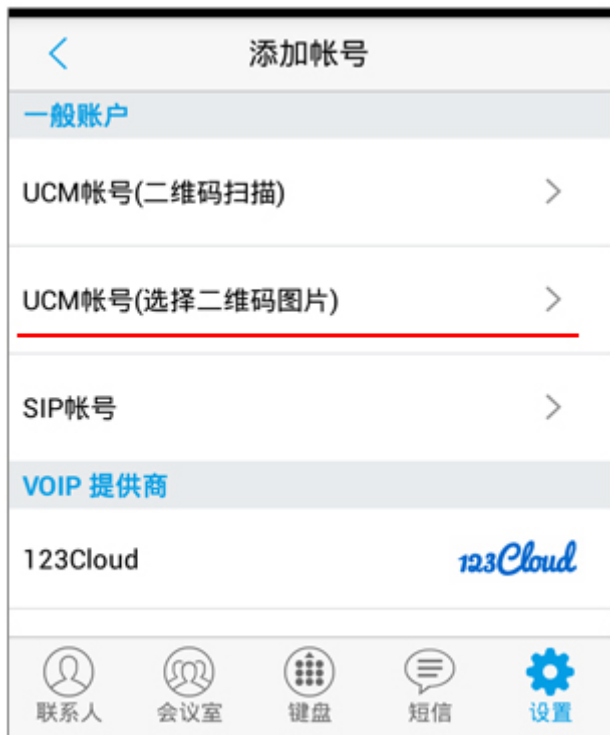 添加帐号
一般账户
UCM帐号(二维码扫描)
UCM帐号(选择二维码图片)
SIP帐号
VOIP 提供商
123Cloud 123Cloud
联系人 会议室 键盘 短信 设置